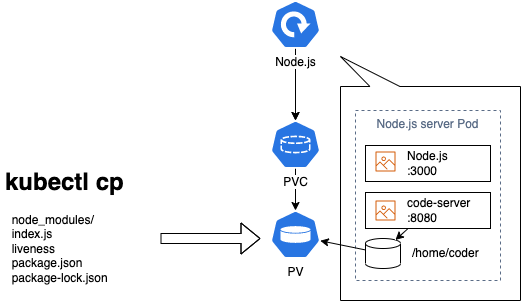 Node.js
PVC
PV
kubectl cp
node_modules/
index.js
liveness
package.json
package-lock.json
Node.js server Pod
Node.js
:3000
code-server
:8080
/home/coder